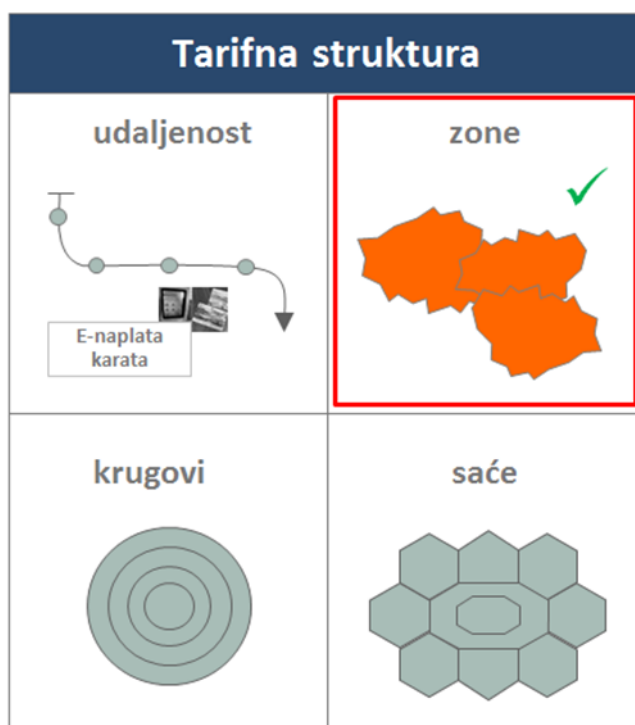 Tarifna struktura
udaljenost
zone
E-naplata
karata
krugovi
saće